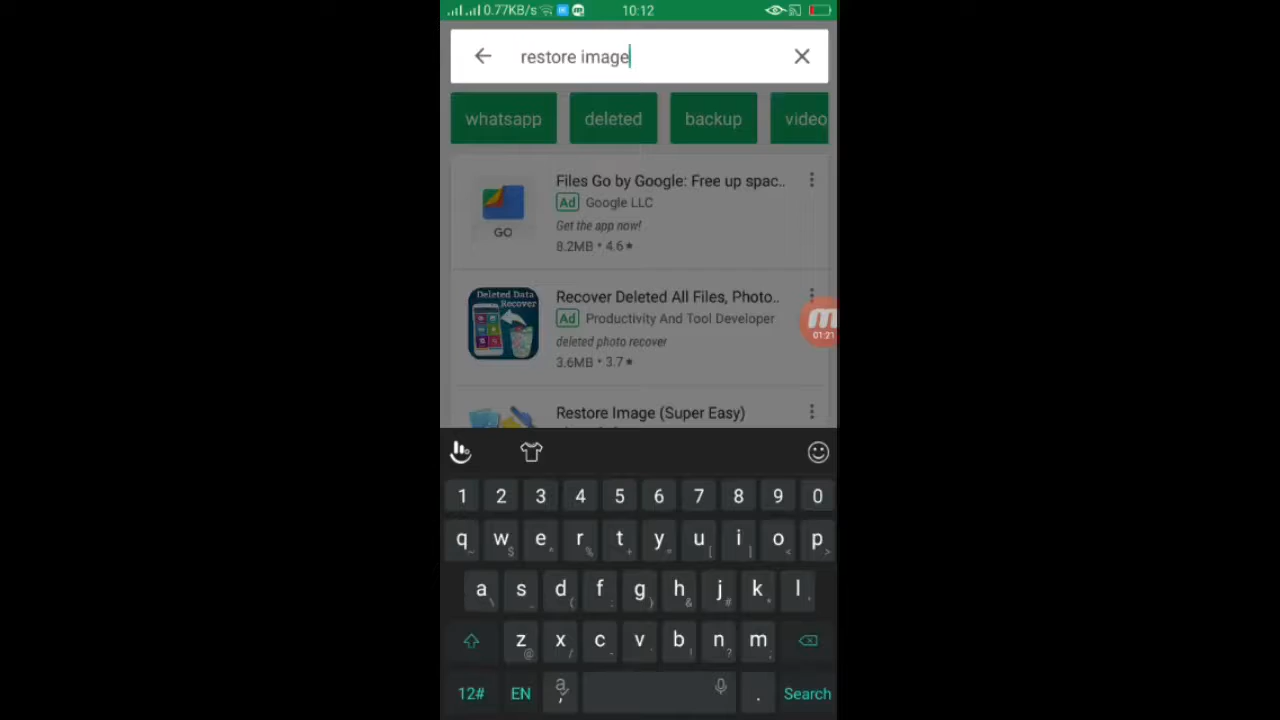 0.77KB/s 10:12
restore image
whatsapp deleted backup video
Files Go by Google: Free up spac..
Ad Google LLC
Get the app now!
GO
8.2MB • 4.6★
Deleted Data
Recover
Recover Deleted All Files, Photo..
Ad Productivity And Tool Developer
deleted photo recover
3.6MB • 3.7★
01:21
Restore Image (Super Easy)
1 2 3 4 5 6 7 8 9 0
q w e r t y u i o p
a s d f g h j k l
z x c v b n m
12# EN , . Search